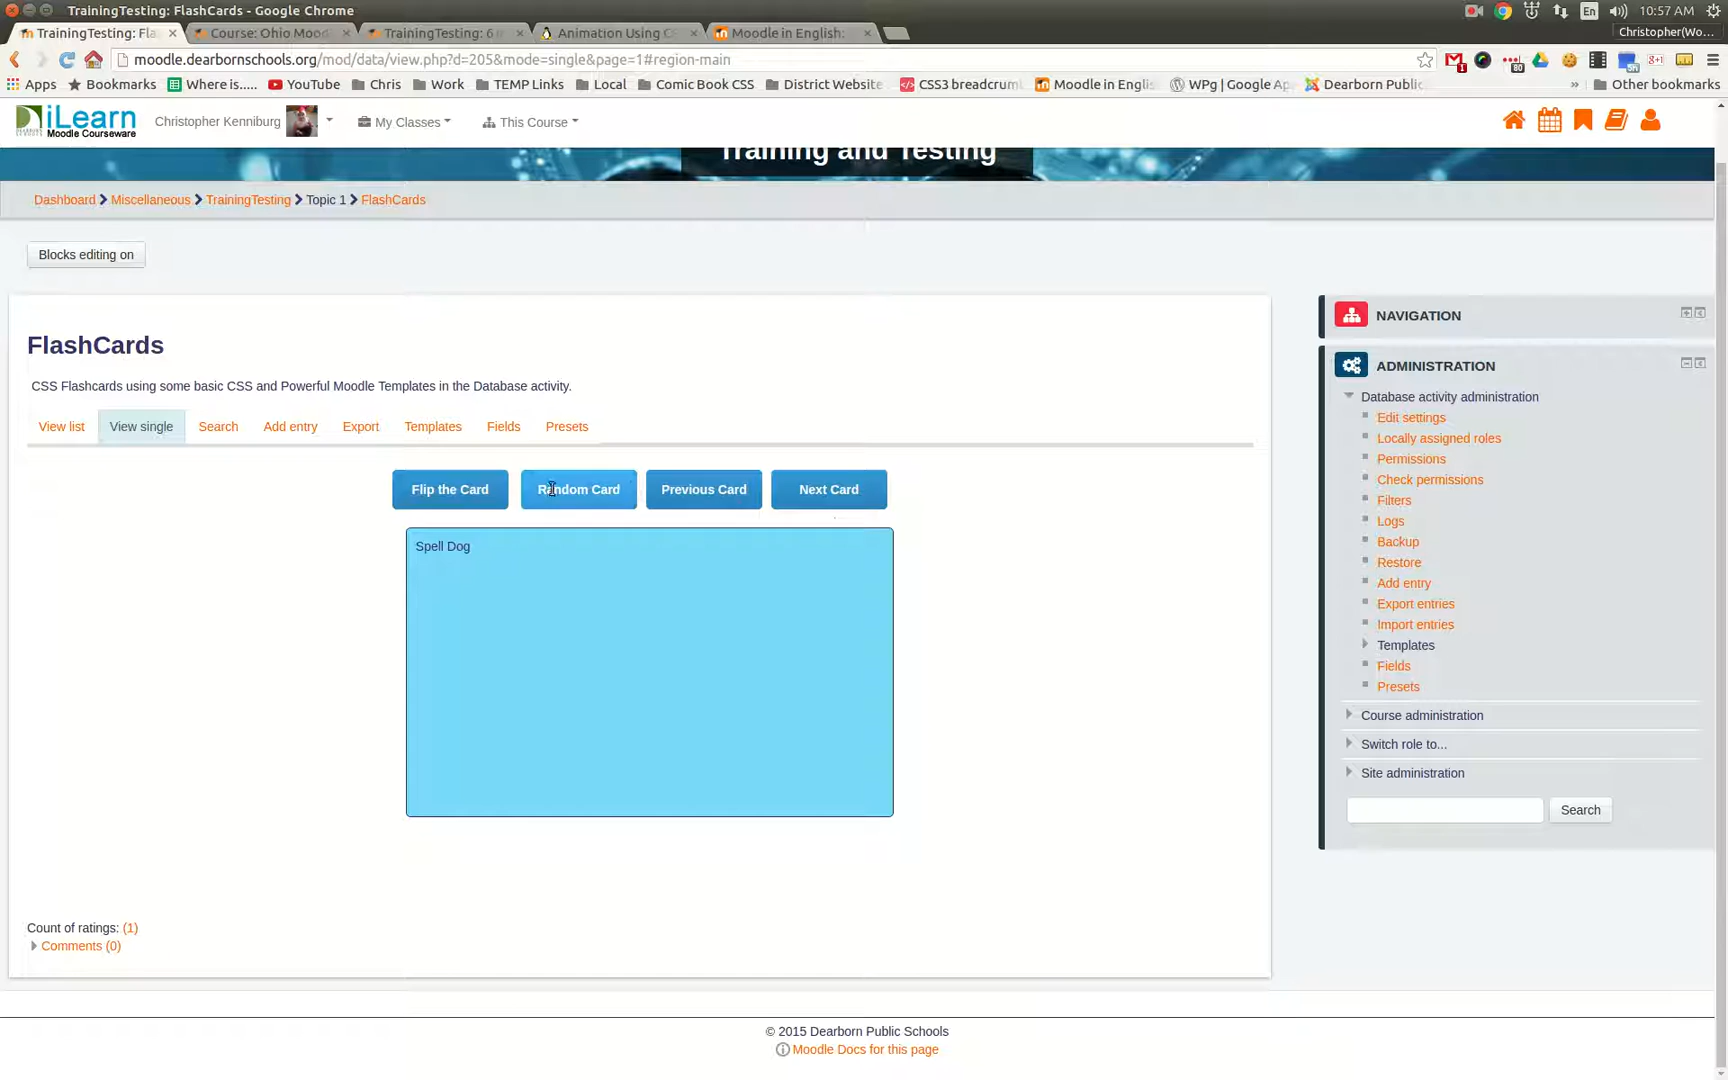 TrainingTesting: FlashCards - Google Chrome
En
10:57 AM
TrainingTesting: Fla
Course: Ohio Mood
TrainingTesting: 6 m
Animation Using CS
Moodle in English:
Christopher(Wo...
moodle.dearbornschools.org/mod/data/view.php?d=205&mode=single&page=1#region-main
Apps
Bookmarks
Where is.....
YouTube
Chris
Work
TEMP Links
Local
Comic Book CSS
District Website
CSS3 breadcrum
Moodle in Englis
WPg | Google Ap
Dearborn Public
»
Other bookmarks
iLearn
Moodle Courseware
Christopher Kenniburg
My Classes
This Course
Training and Testing
Dashboard
Miscellaneous
TrainingTesting
Topic 1
FlashCards
Blocks editing on
FlashCards
CSS Flashcards using some basic CSS and Powerful Moodle Templates in the Database activity.
View list
View single
Search
Add entry
Export
Templates
Fields
Presets
Flip the Card
Random Card
Previous Card
Next Card
Spell Dog
Count of ratings: (1)
Comments (0)
NAVIGATION
ADMINISTRATION
Database activity administration
Edit settings
Locally assigned roles
Permissions
Check permissions
Filters
Logs
Backup
Restore
Add entry
Export entries
Import entries
Templates
Fields
Presets
Course administration
Switch role to...
Site administration
Search
© 2015 Dearborn Public Schools
Moodle Docs for this page